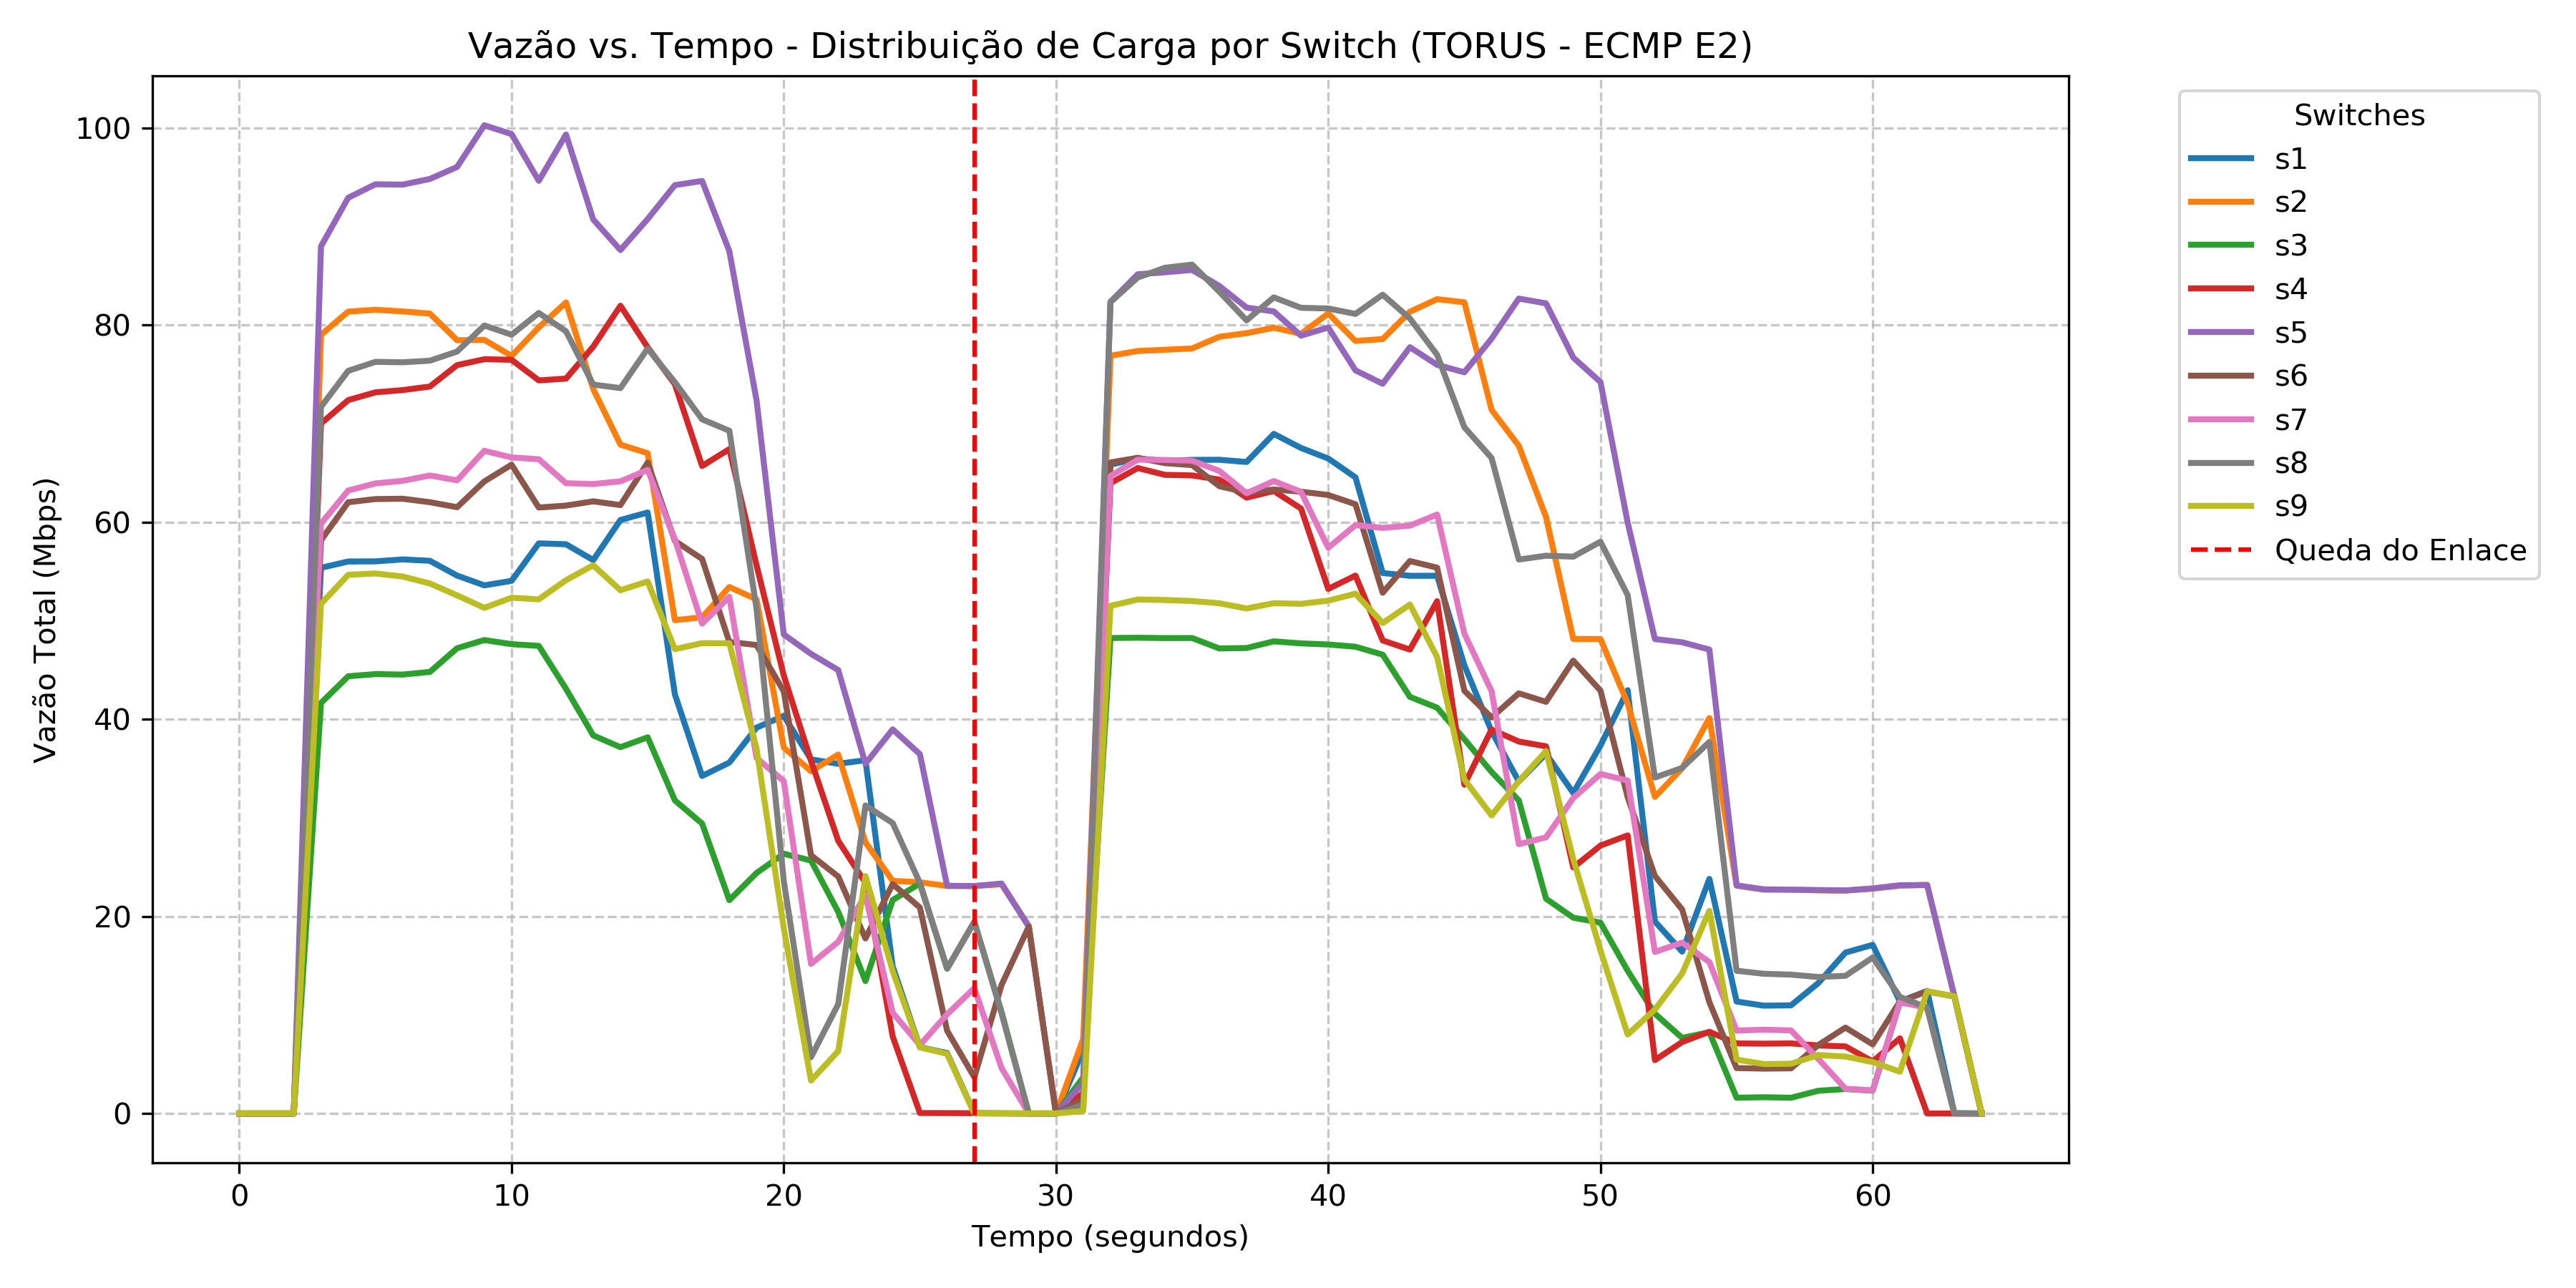 Vazão vs. Tempo - Distribuição de Carga por Switch (TORUS - ECMP E2)
Vazão Total (Mbps)
100
80
60
40
20
0
0 10 20 30 40 50 60
Tempo (segundos)
Switches
s1
s2
s3
s4
s5
s6
s7
s8
s9
Queda do Enlace